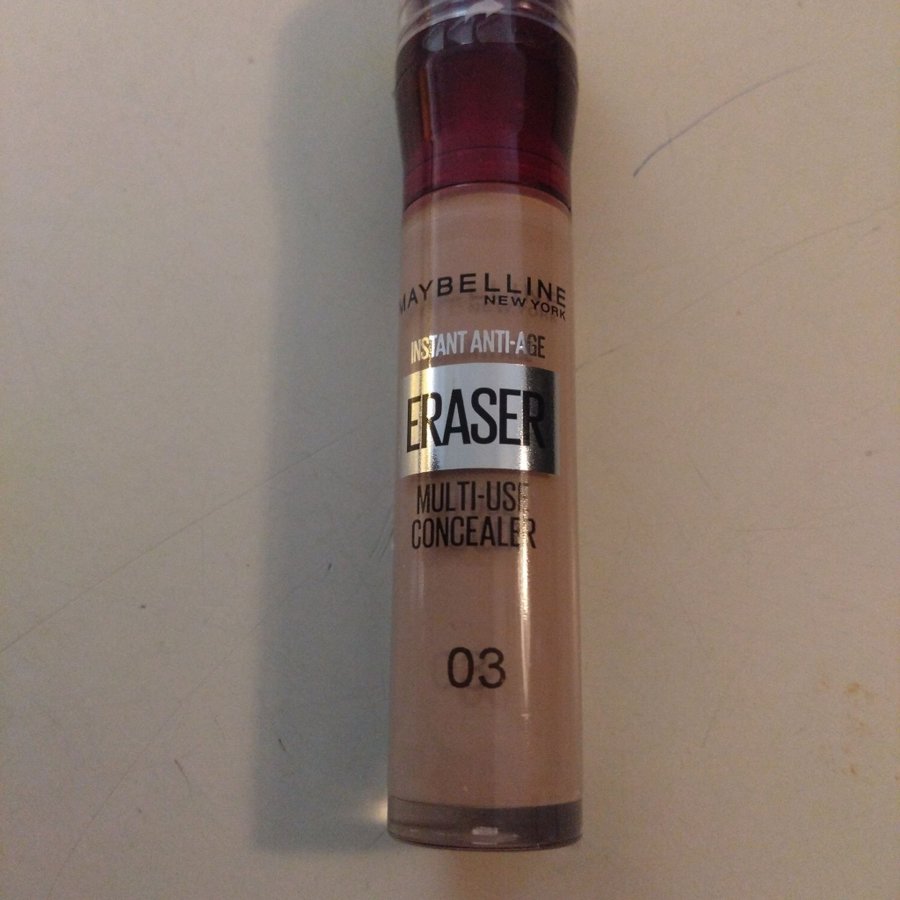 MAYBELLINE
NEW YORK
INSTANT ANTI-AGE
ERASER
MULTI-USE
CONCEALER
03